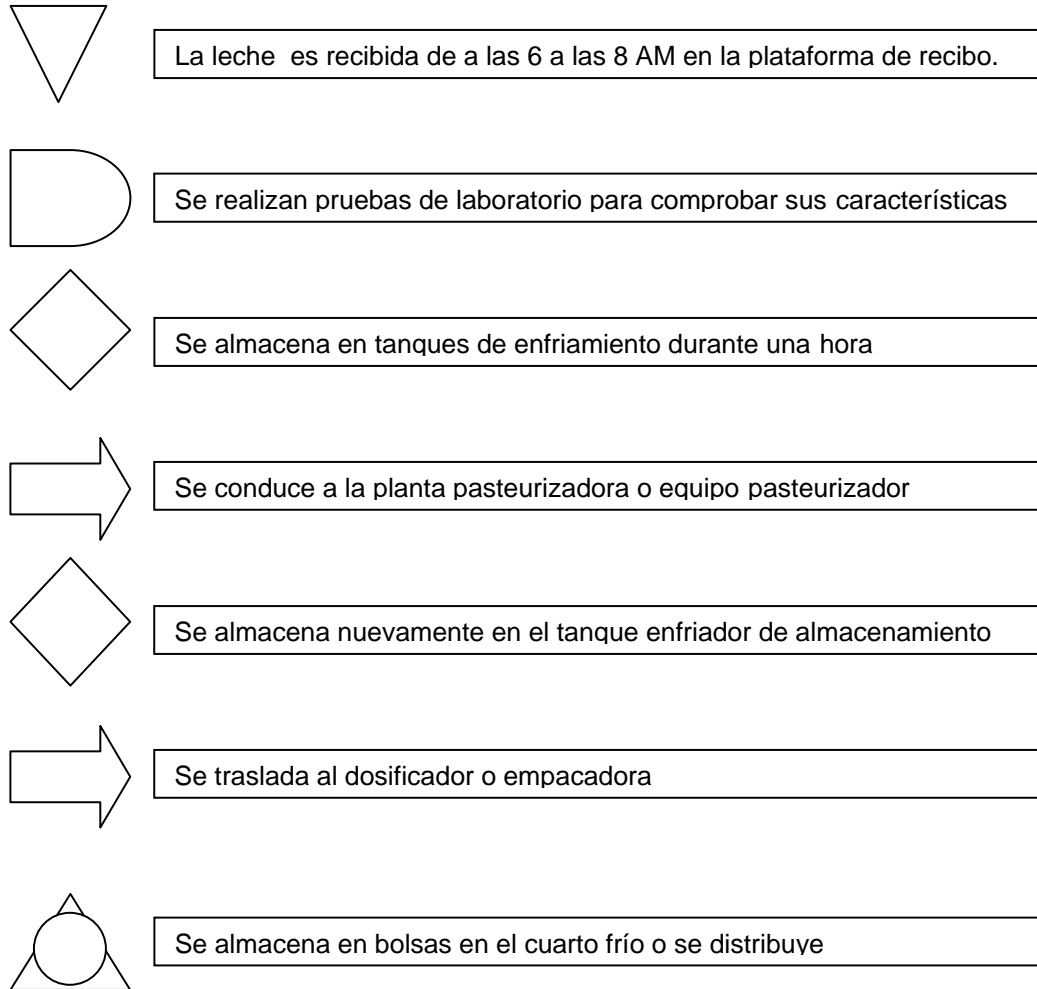 La leche  es recibida de a las 6 a las 8 AM en la plataforma de recibo.
Se realizan pruebas de laboratorio para comprobar sus características
Se almacena en tanques de enfriamiento durante una hora
Se conduce a la planta pasteurizadora o equipo pasteurizador
Se almacena nuevamente en el tanque enfriador de almacenamiento
Se traslada al dosificador o empacadora
Se almacena en bolsas en el cuarto frío o se distribuye